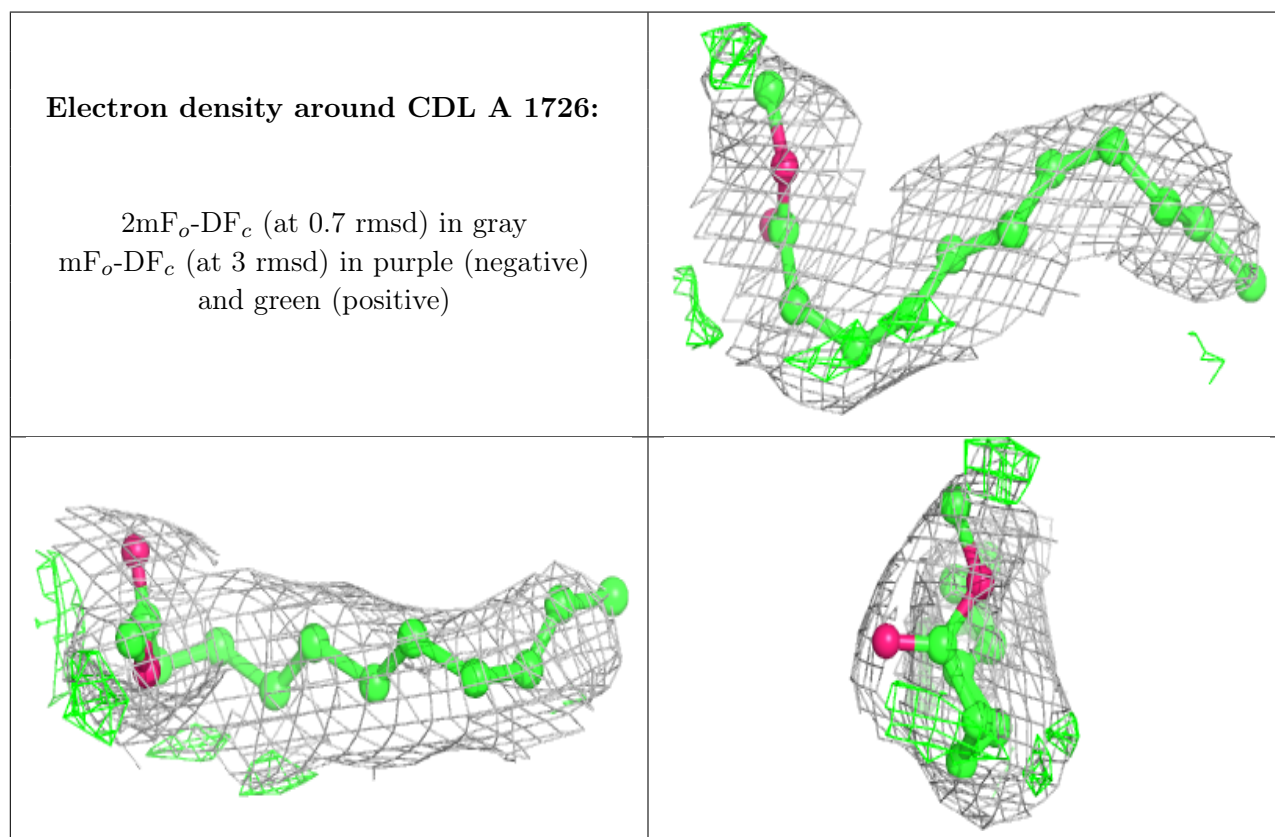 Electron density around CDL A 1726:
2mF_o-DF_c (at 0.7 rmsd) in gray
mF_o-DF_c (at 3 rmsd) in purple (negative)
and green (positive)